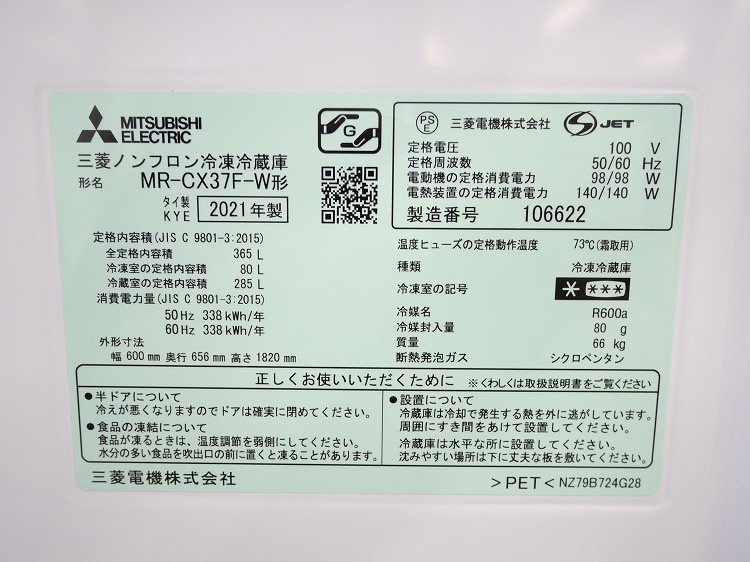 MITSUBISHI
ELECTRIC
G
三菱ノンフロン冷凍冷蔵庫
形名 MR-CX37F-W形
タイ製
KYE 2021年製
PS
E 三菱電機株式会社 S JET
定格電圧 100 V
定格周波数 50/60 Hz
電動機の定格消費電力 98/98 W
電熱装置の定格消費電力 140/140 W
製造番号 106622
定格内容積(JIS C 9801-3:2015)
全定格内容積 365 L
冷凍室の定格内容積 80 L
冷蔵室の定格内容積 285 L
消費電力量(JIS C 9801-3:2015)
50 Hz 338 kWh/年
60 Hz 338 kWh/年
外形寸法
幅 600 mm 奥行 656 mm 高さ 1820 mm
温度ヒューズの定格動作温度 73℃(霜取用)
種類 冷凍冷蔵庫
冷凍室の記号 * ***
冷媒名 R600a
冷媒封入量 80 g
質量 66 kg
断熱発泡ガス シクロペンタン
正しくお使いいただくために ※くわしくは取扱説明書をご覧ください
●半ドアについて
冷えが悪くなりますのでドアは確実に閉めてください。
●食品の凍結について
食品が凍るときは、温度調節を弱側にしてください。
水分の多い食品を吹出口の前に置くと凍ることがあります。
●設置について
冷蔵庫は冷却で発生する熱を外に逃がしています。
周囲にすき間をあけて設置してください。
冷蔵庫は水平な所に設置してください。
沈みやすい場所は下に丈夫な板を敷いてください。
三菱電機株式会社
>PET< NZ79B724G28